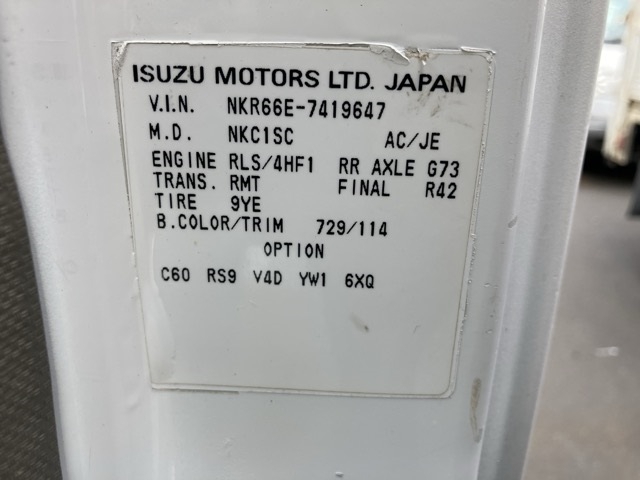 ISUZU MOTORS LTD. JAPAN
V.I.N. NKR66E-7419647
M.D. NKC1SC AC/JE
ENGINE RLS/4HF1 RR AXLE G73
TRANS. RMT FINAL R42
TIRE 9YE
B.COLOR/TRIM 729/114
OPTION
C60 RS9 V4D YW1 6XQ